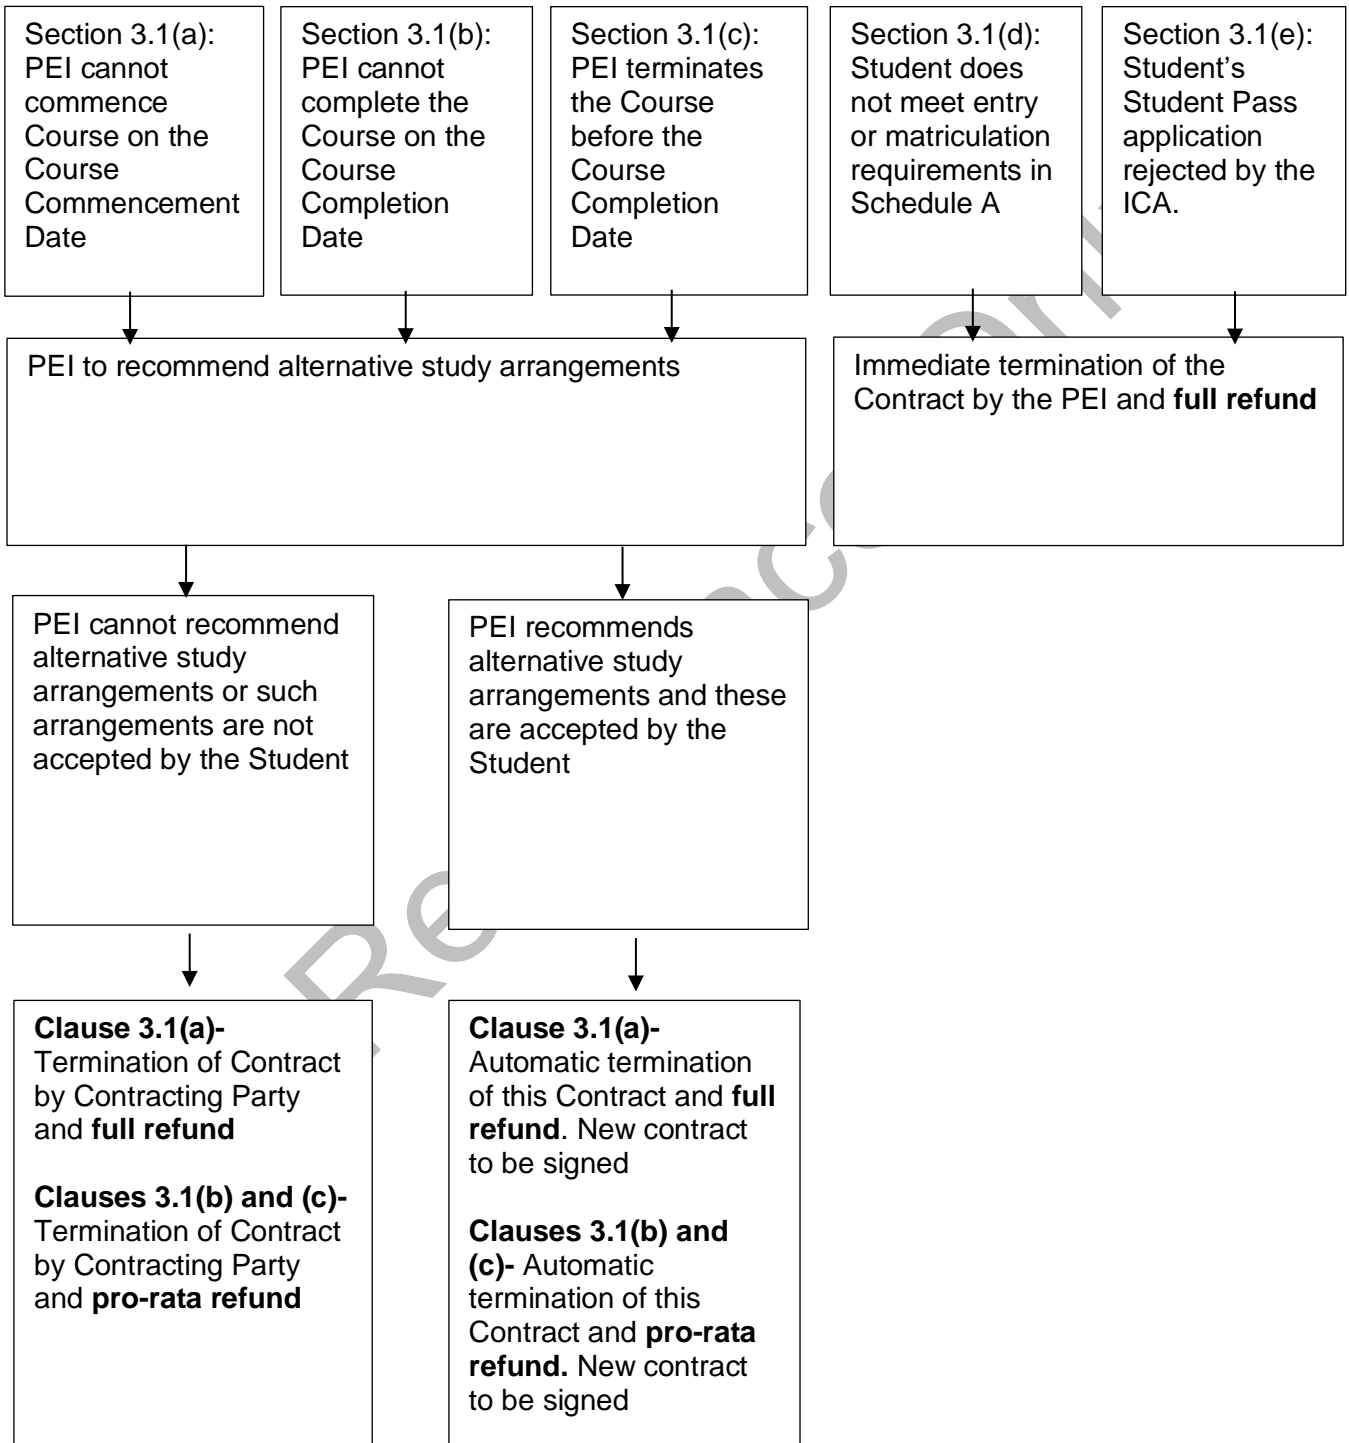 Section 3.1(a):
PEI cannot
commence
Course on the
Course
Commencement
Date
Section 3.1(b):
PEI cannot
complete the
Course on the
Course
Completion
Date
Section 3.1(c):
PEI terminates
the Course
before the
Course
Completion
Date
Section 3.1(d):
Student does
not meet entry
or matriculation
requirements in
Schedule A
Section 3.1(e):
Student’s
Student Pass
application
rejected by the
ICA.
PEI to recommend alternative study arrangements
Immediate termination of the
Contract by the PEI and full refund
PEI cannot recommend
alternative study
arrangements or such
arrangements are not
accepted by the Student
PEI recommends
alternative study
arrangements and these
are accepted by the
Student
Clause 3.1(a)-
Termination of Contract
by Contracting Party
and full refund
Clauses 3.1(b) and (c)-
Termination of Contract
by Contracting Party
and pro-rata refund
Clause 3.1(a)-
Automatic termination
of this Contract and full
refund. New contract
to be signed
Clauses 3.1(b) and
(c)- Automatic
termination of this
Contract and pro-rata
refund. New contract
to be signed